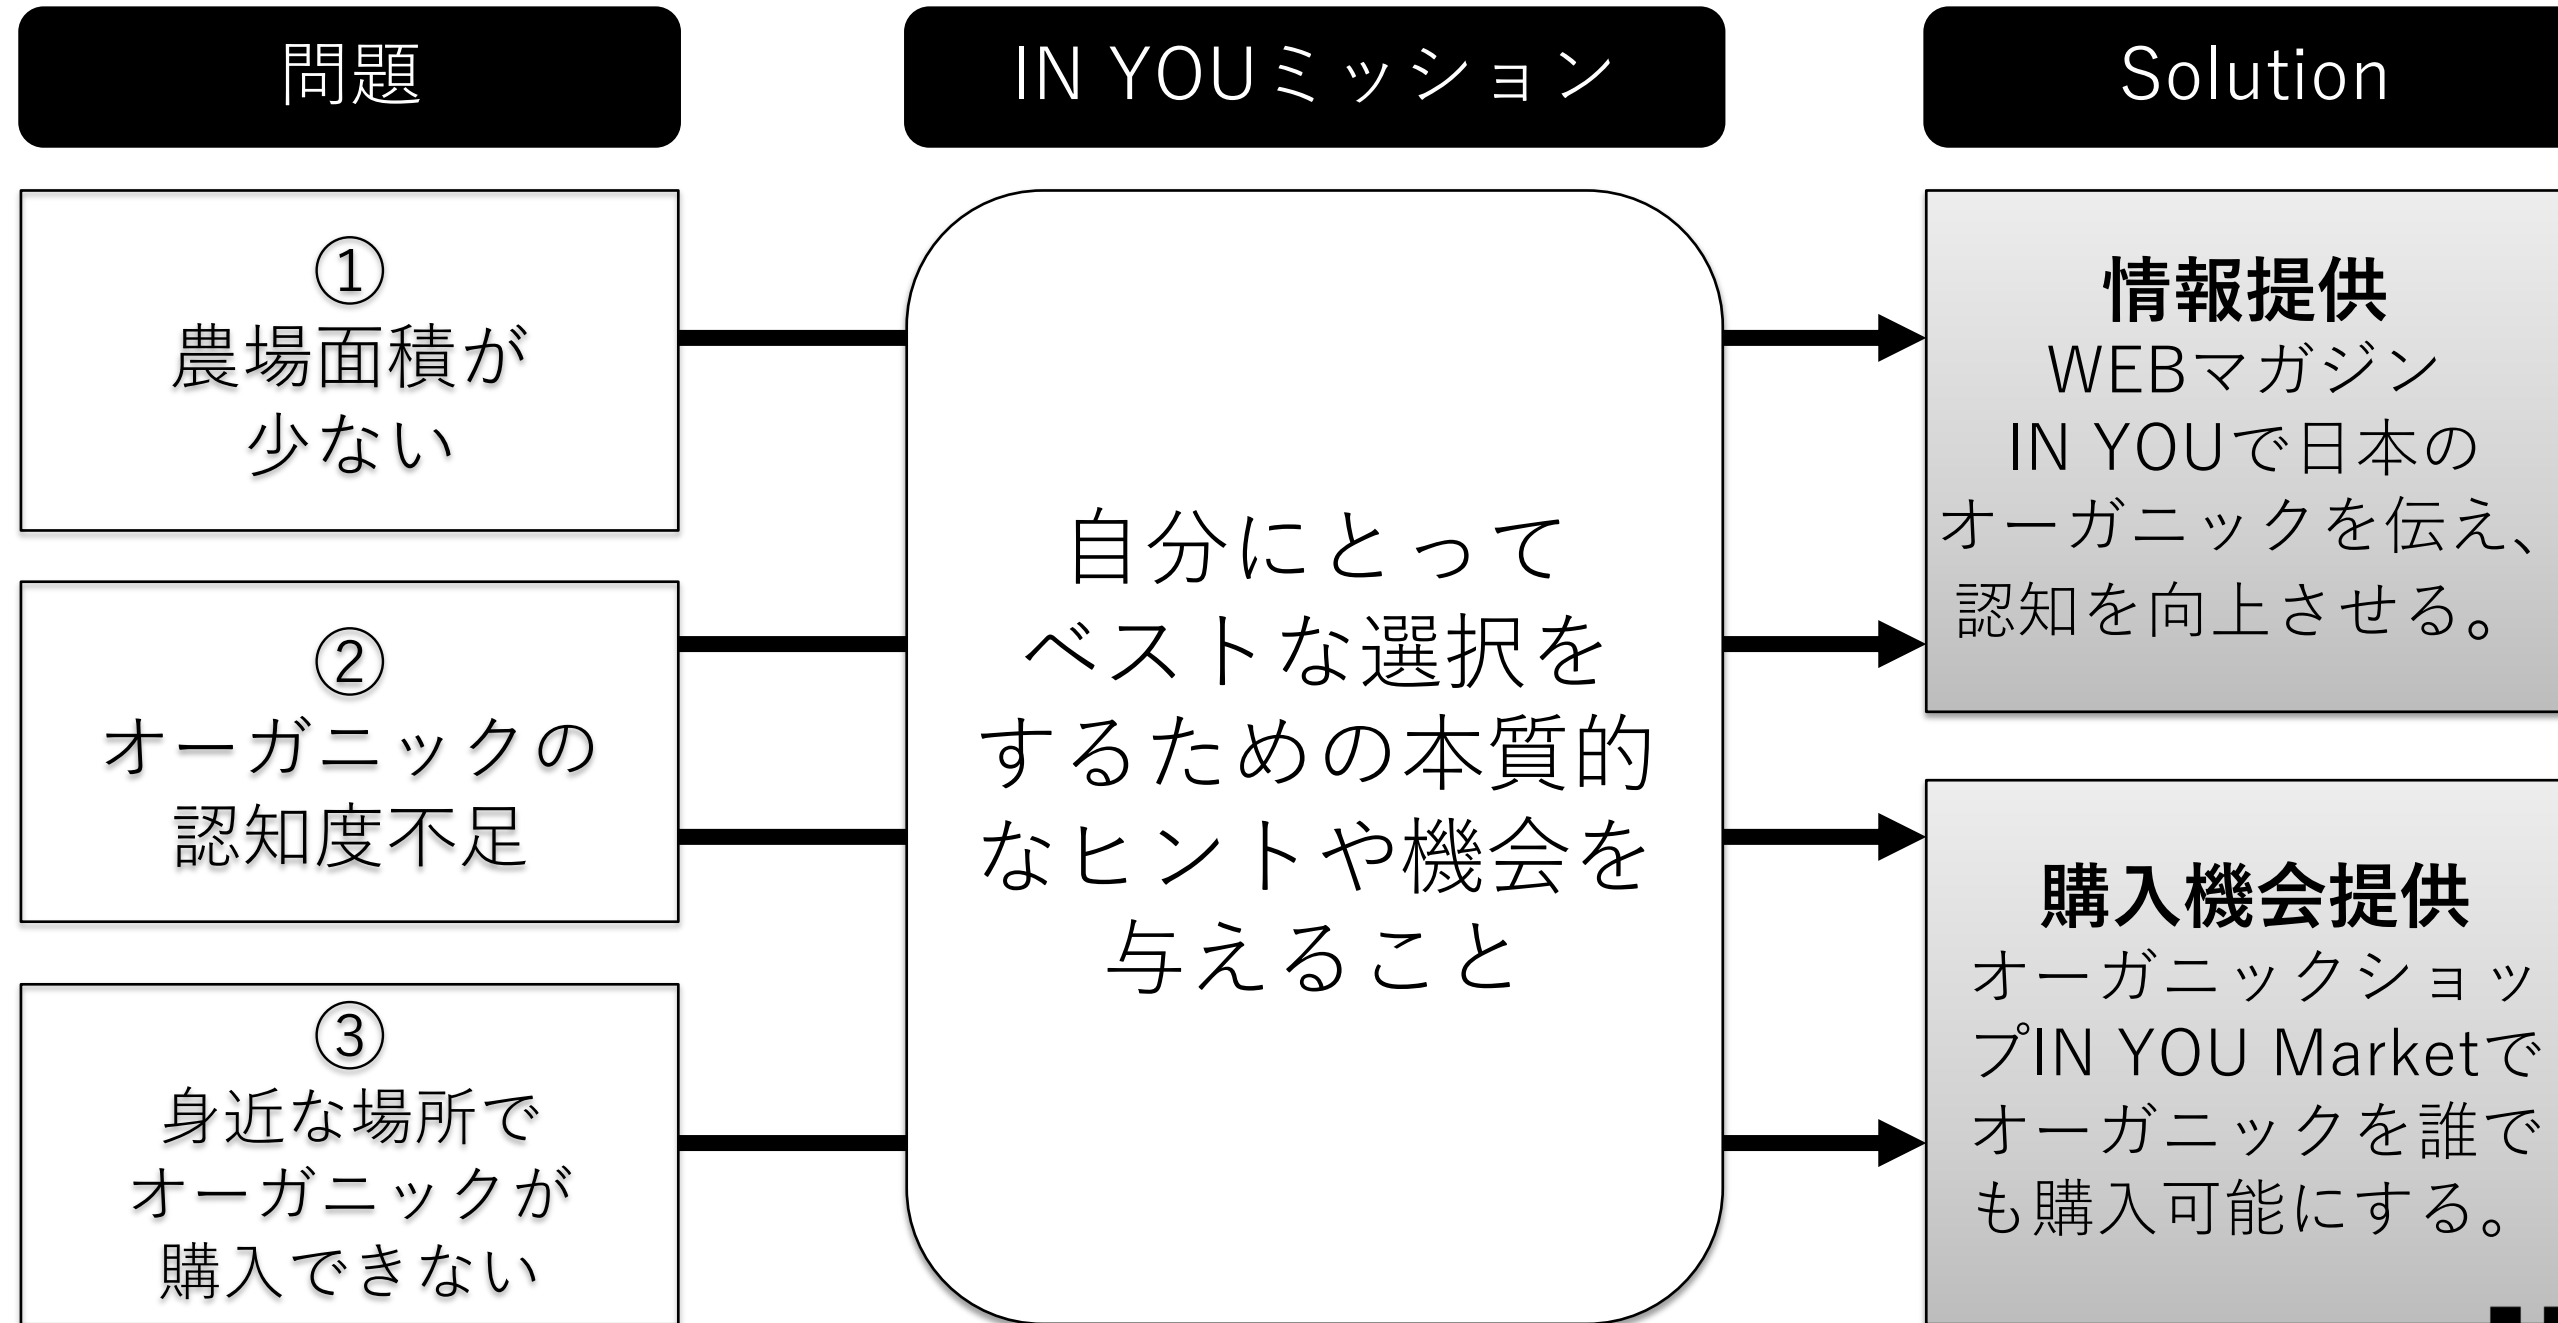 問題
IN YOUミッション
Solution
①
農場面積が
少ない
②
オーガニックの
認知度不足
③
身近な場所で
オーガニックが
購入できない
自分にとって
ベストな選択を
するための本質的
なヒントや機会を
与えること
情報提供
WEBマガジン
IN YOUで日本の
オーガニックを伝え、
認知を向上させる。
購入機会提供
オーガニックショッ
プIN YOU Marketで
オーガニックを誰で
も購入可能にする。